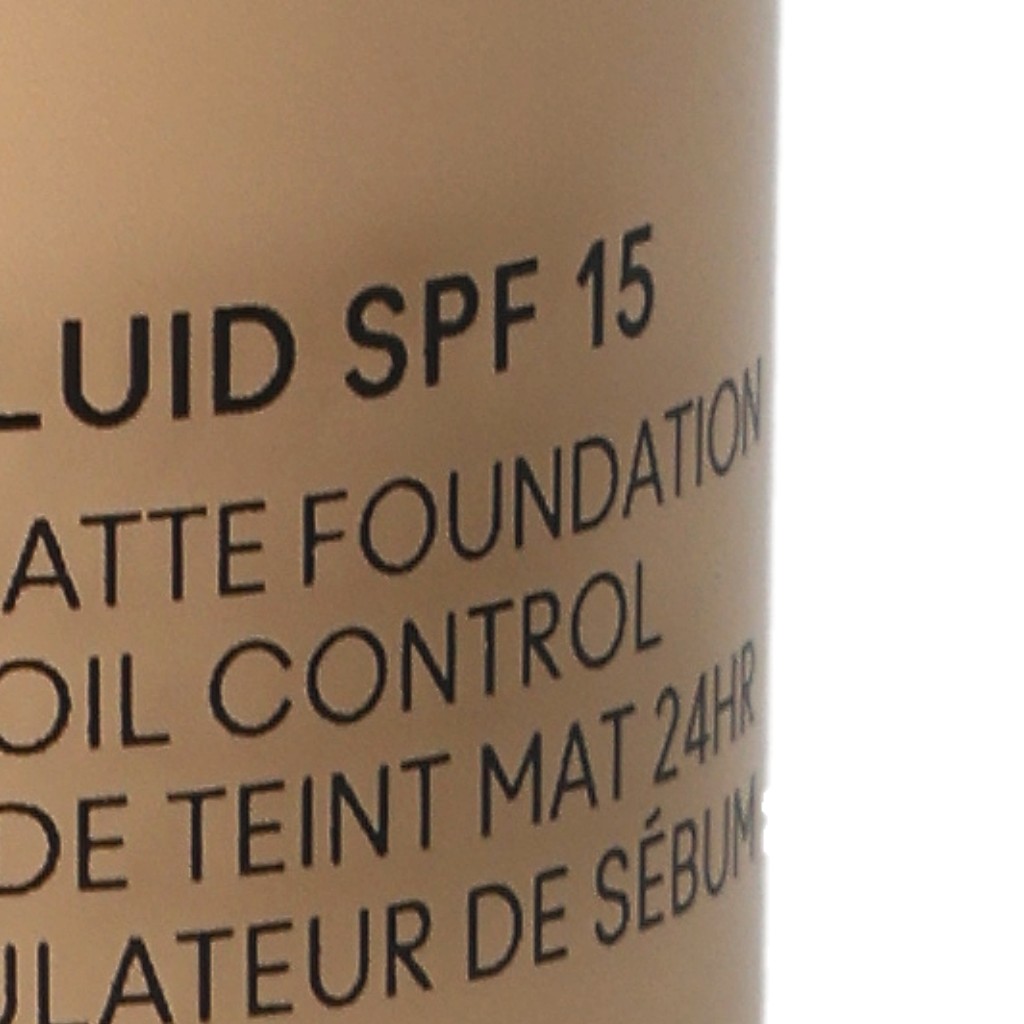 LUID SPF 15
ATTE FOUNDATION
OIL CONTROL
DE TEINT MAT 24HR
ULATEUR DE SÉBUM